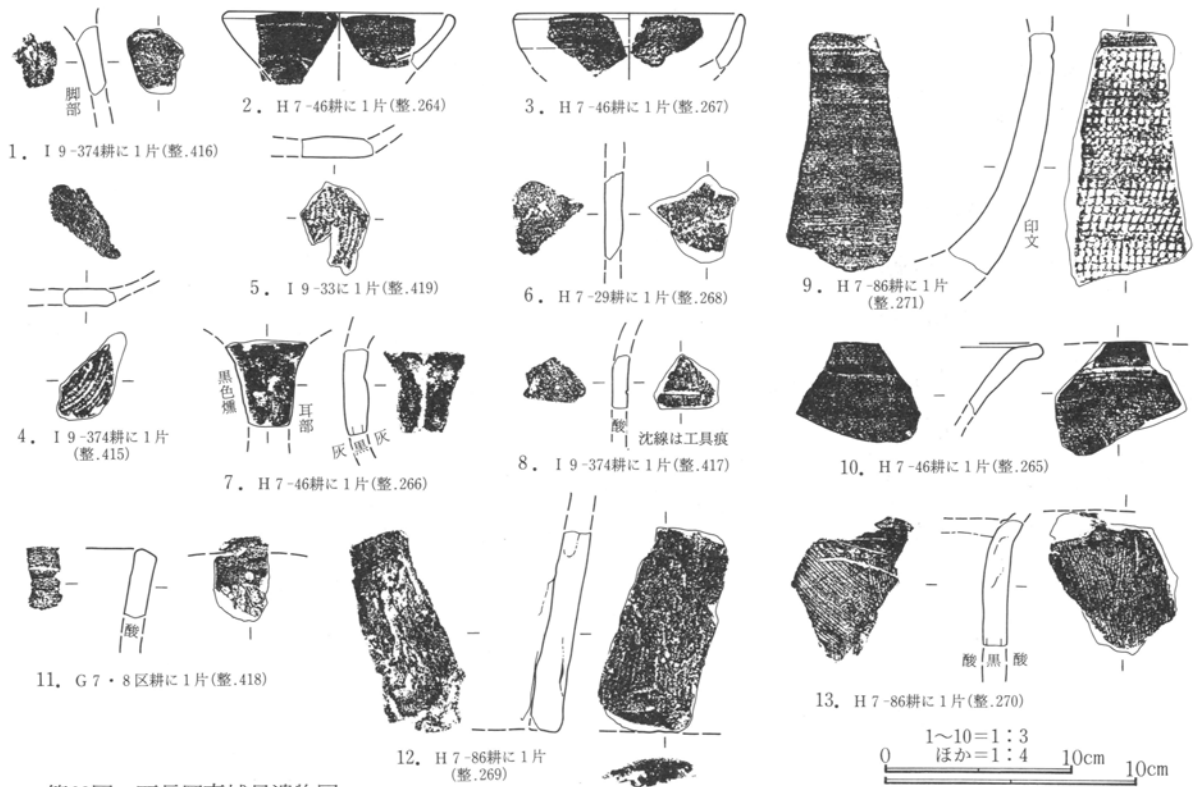 脚部
1. I 9-374耕に1片(整.416)
2. H 7-46耕に1片(整.264)
3. H 7-46耕に1片(整.267)
4. I 9-374耕に1片
(整.415)
5. I 9-33に1片(整.419)
6. H 7-29耕に1片(整.268)
黒色燻
耳部
灰 黒 灰
7. H 7-46耕に1片(整.266)
酸
沈線は工具痕
8. I 9-374耕に1片(整.417)
印文
9. H 7-86耕に1片
(整.271)
10. H 7-46耕に1片(整.265)
酸
11. G 7・8区耕に1片(整.418)
12. H 7-86耕に1片
(整.269)
酸 黒 酸
13. H 7-86耕に1片(整.270)
1〜10=1:3
ほか=1:4
0 10cm
10cm